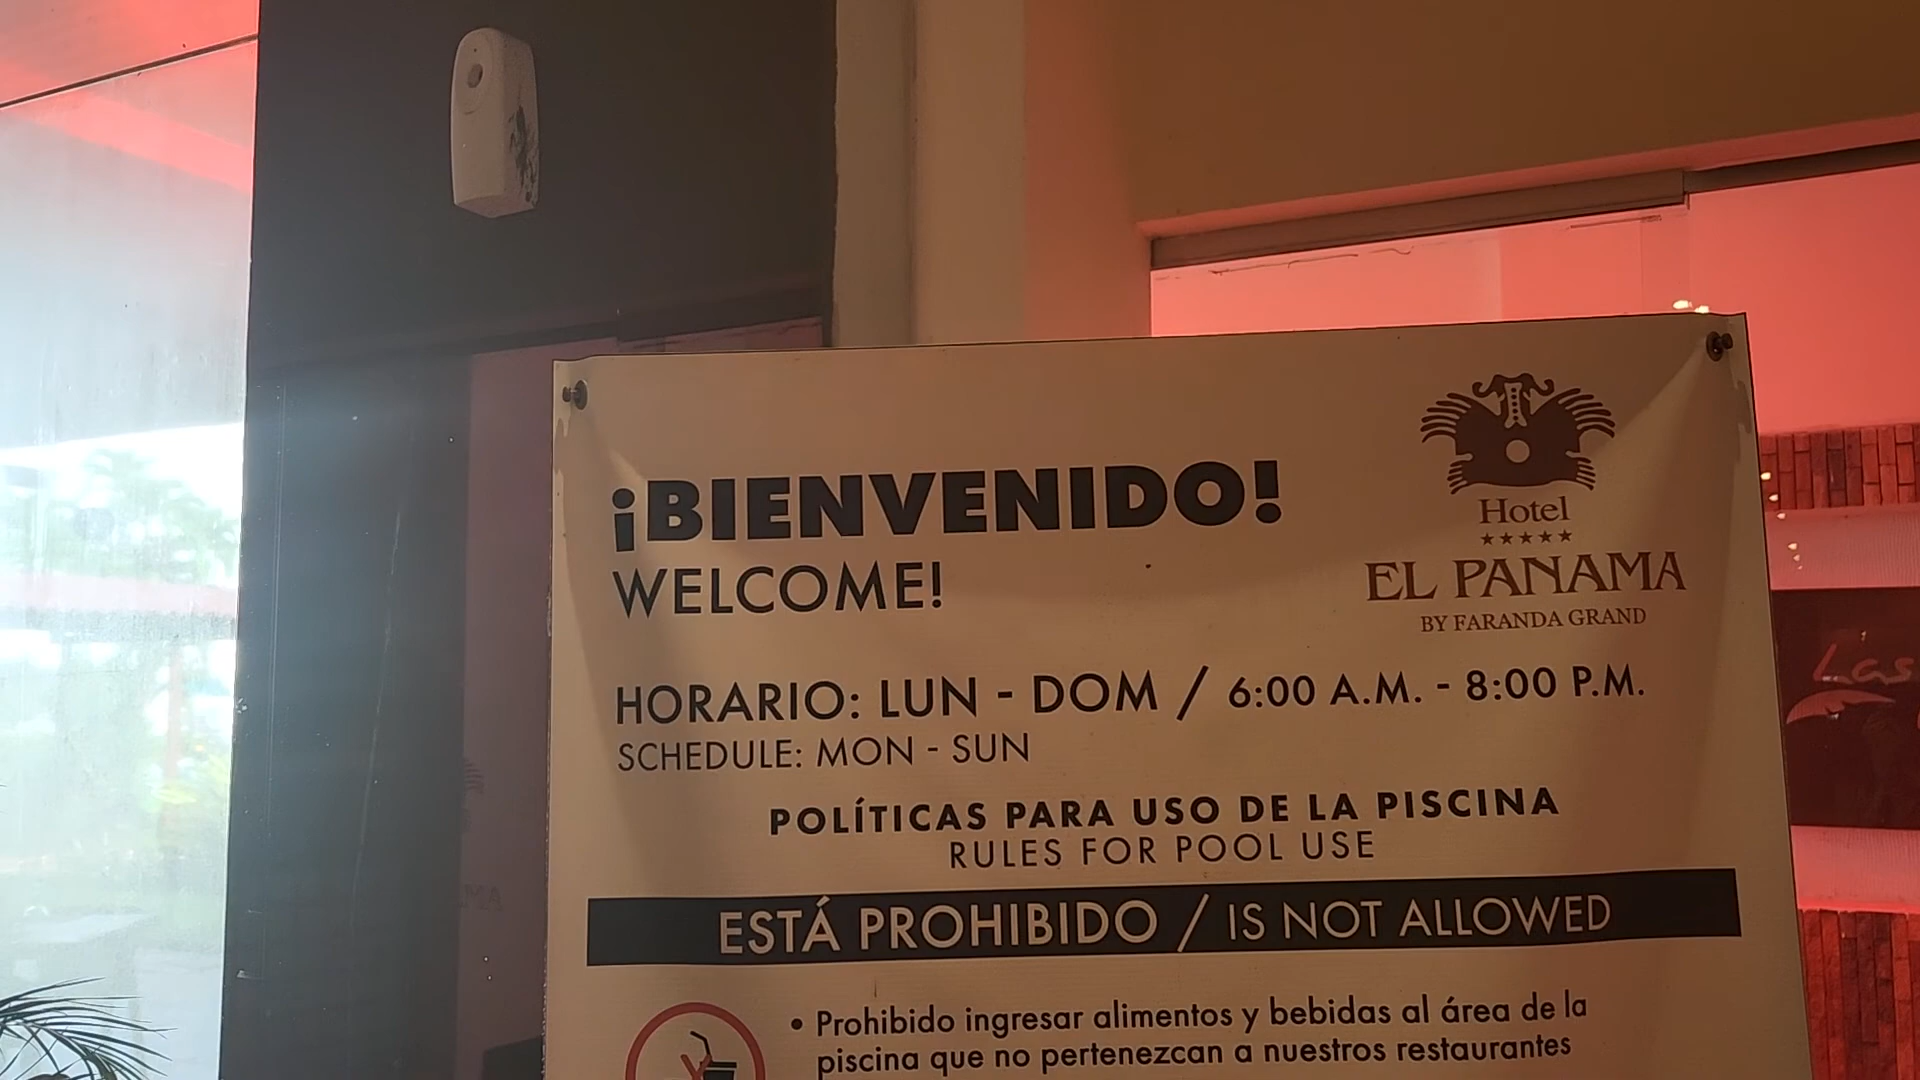 ¡BIENVENIDO!
WELCOME!
Hotel
EL PANAMA
BY FARANDA GRAND
HORARIO: LUN - DOM / 6:00 A.M. - 8:00 P.M.
SCHEDULE: MON - SUN
POLÍTICAS PARA USO DE LA PISCINA
RULES FOR POOL USE
ESTÁ PROHIBIDO / IS NOT ALLOWED
• Prohibido ingresar alimentos y bebidas al área de la
piscina que no pertenezcan a nuestros restaurantes
Las